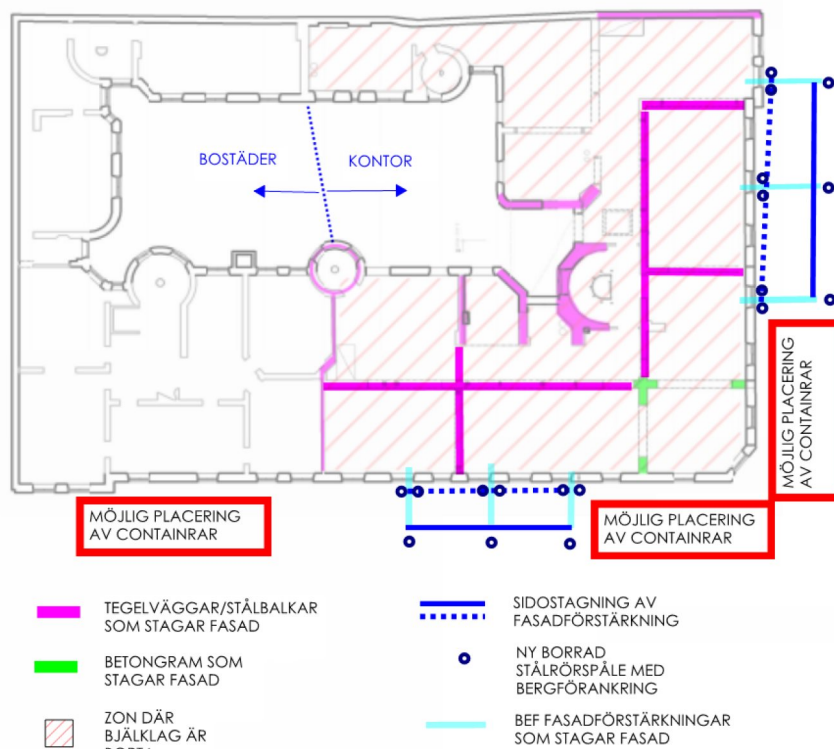 BOSTÄDER
KONTOR
MÖJLIG PLACERING
AV CONTAINRAR
MÖJLIG PLACERING
AV CONTAINRAR
MÖJLIG PLACERING
AV CONTAINRAR
TEGELVÄGGAR/STÅLBALKAR
SOM STAGAR FASAD
BETONGRAM SOM
STAGAR FASAD
ZON DÄR
BJÄLKLAG ÄR
SIDOSTAGNING AV
FASADFÖRSTÄRKNING
NY BORRAD
STÅLRÖRSPÅLE MED
BERGFÖRANKRING
BEF FASADFÖRSTÄRKNINGAR
SOM STAGAR FASAD